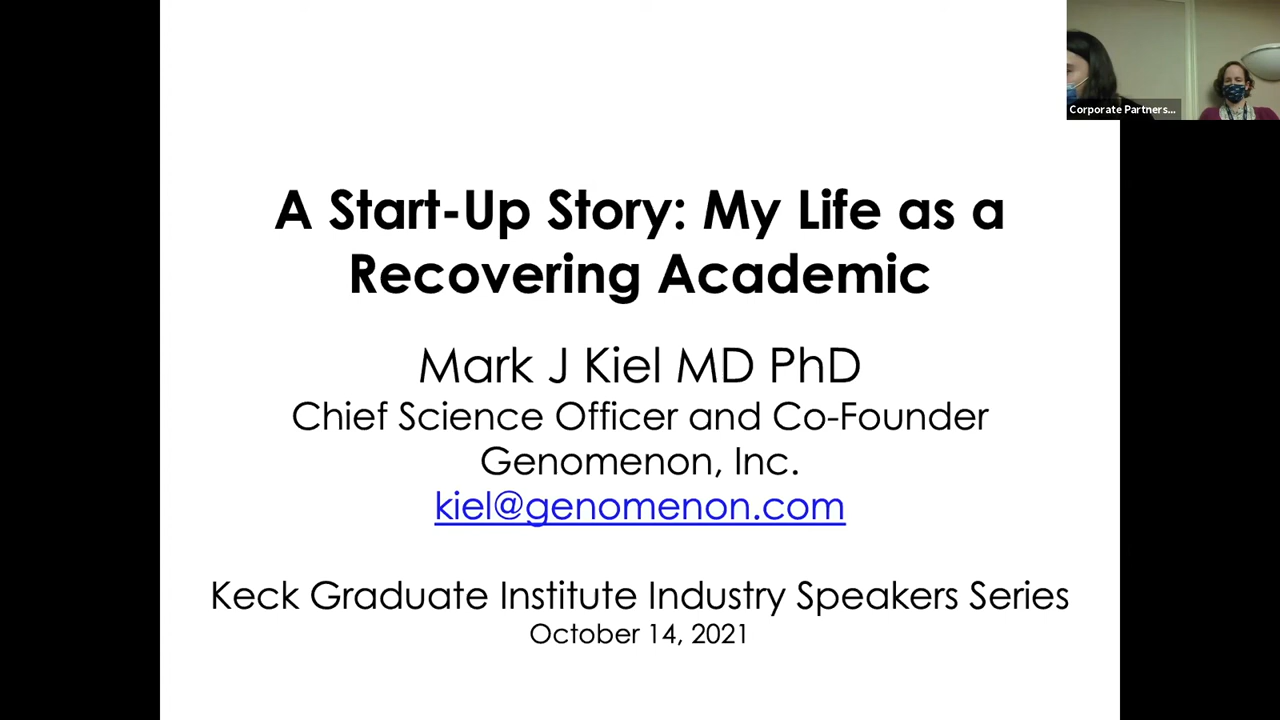 Corporate Partners...
A Start-Up Story: My Life as a
Recovering Academic
Mark J Kiel MD PhD
Chief Science Officer and Co-Founder
Genomenon, Inc.
kiel@genomenon.com
Keck Graduate Institute Industry Speakers Series
October 14, 2021